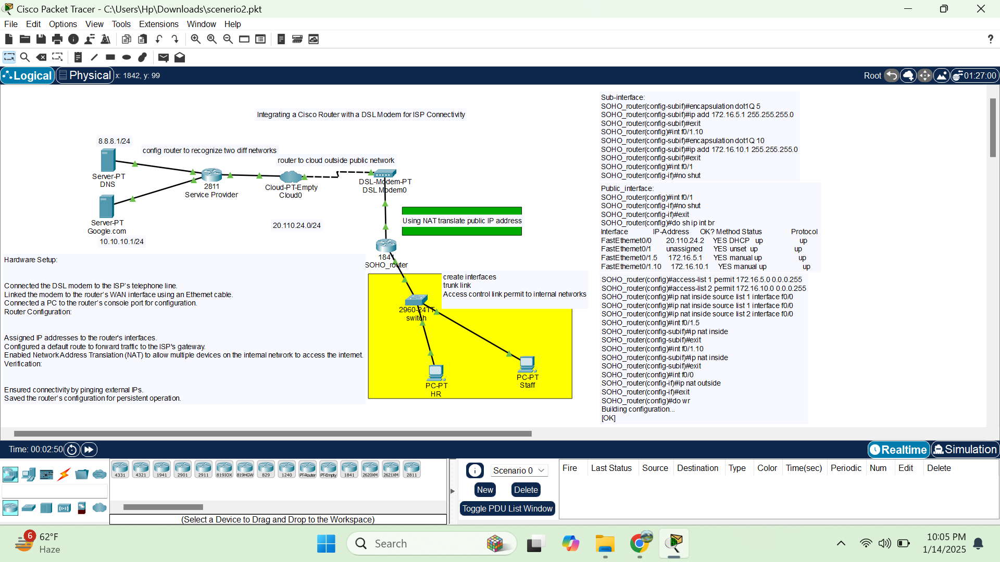 Cisco Packet Tracer - C:\Users\Hp\Downloads\scenerio2.pkt
File Edit Options View Tools Extensions Window Help
Logical Physical x: 1842, y: 99 Root 01:27:00
Integrating a Cisco Router with a DSL Modem for ISP Connectivity
8.8.8.1/24
config router to recognize two diff networks
router to cloud outside public network
Server-PT
DNS
2811
Service Provider
Cloud-PT-Empty
Cloud0
DSL-Modem-PT
DSL Modem0
Server-PT
Google.com
10.10.10.1/24
20.110.24.0/24
Using NAT translate public IP address
1841
SOHO_router
create interfaces
trunk link
Access control link permit to internal networks
2960-24TT
switch
PC-PT
HR
PC-PT
Staff
Hardware Setup:
Connected the DSL modem to the ISP's telephone line.
Linked the modem to the router's WAN interface using an Ethernet cable.
Connected a PC to the router's console port for configuration.
Router Configuration:
Assigned IP addresses to the router's interfaces.
Configured a default route to forward traffic to the ISP's gateway.
Enabled Network Address Translation (NAT) to allow multiple devices on the internal network to access the internet.
Verification:
Ensured connectivity by pinging external IPs.
Saved the router's configuration for persistent operation.
Sub-interface:
SOHO_router(config-subif)#encapsulation dot1Q 5
SOHO_router(config-subif)#ip add 172.16.5.1 255.255.255.0
SOHO_router(config-subif)#exit
SOHO_router(config)#int f0/1.10
SOHO_router(config-subif)#encapsulation dot1Q 10
SOHO_router(config-subif)#ip add 172.16.10.1 255.255.255.0
SOHO_router(config-subif)#exit
SOHO_router(config)#int f0/1
SOHO_router(config-if)#no shut
Public_interface:
SOHO_router(config)#int f0/1
SOHO_router(config-if)#no shut
SOHO_router(config-if)#exit
SOHO_router(config)#do sh ip int br
Interface IP-Address OK? Method Status Protocol
FastEthernet0/0 20.110.24.2 YES DHCP up up
FastEthernet0/1 unassigned YES unset up up
FastEthernet0/1.5 172.16.5.1 YES manual up up
FastEthernet0/1.10 172.16.10.1 YES manual up up
SOHO_router(config)#access-list 1 permit 172.16.5.0 0.0.0.255
SOHO_router(config)#access-list 2 permit 172.16.10.0 0.0.0.255
SOHO_router(config)#ip nat inside source list 1 interface f0/0
SOHO_router(config)#ip nat inside source list 1 interface f0/0
SOHO_router(config)#ip nat inside source list 2 interface f0/0
SOHO_router(config)#int f0/1.5
SOHO_router(config-subif)#ip nat inside
SOHO_router(config-subif)#exit
SOHO_router(config)#int f0/1.10
SOHO_router(config-subif)#ip nat inside
SOHO_router(config-subif)#exit
SOHO_router(config)#int f0/0
SOHO_router(config-if)#ip nat outside
SOHO_router(config-if)#exit
SOHO_router(config)#do wr
Building configuration...
[OK]
Time: 00:02:50 Realtime Simulation
4331 4321 1941 2901 2911 819IOX 819HGW 829 1240 PT-Router PT-Empty 1841 2620XM 2621XM 2811
(Select a Device to Drag and Drop to the Workspace)
Scenario 0
New Delete
Toggle PDU List Window
Fire Last Status Source Destination Type Color Time(sec) Periodic Num Edit Delete
6
62°F
Haze
Search
10:05 PM
1/14/2025